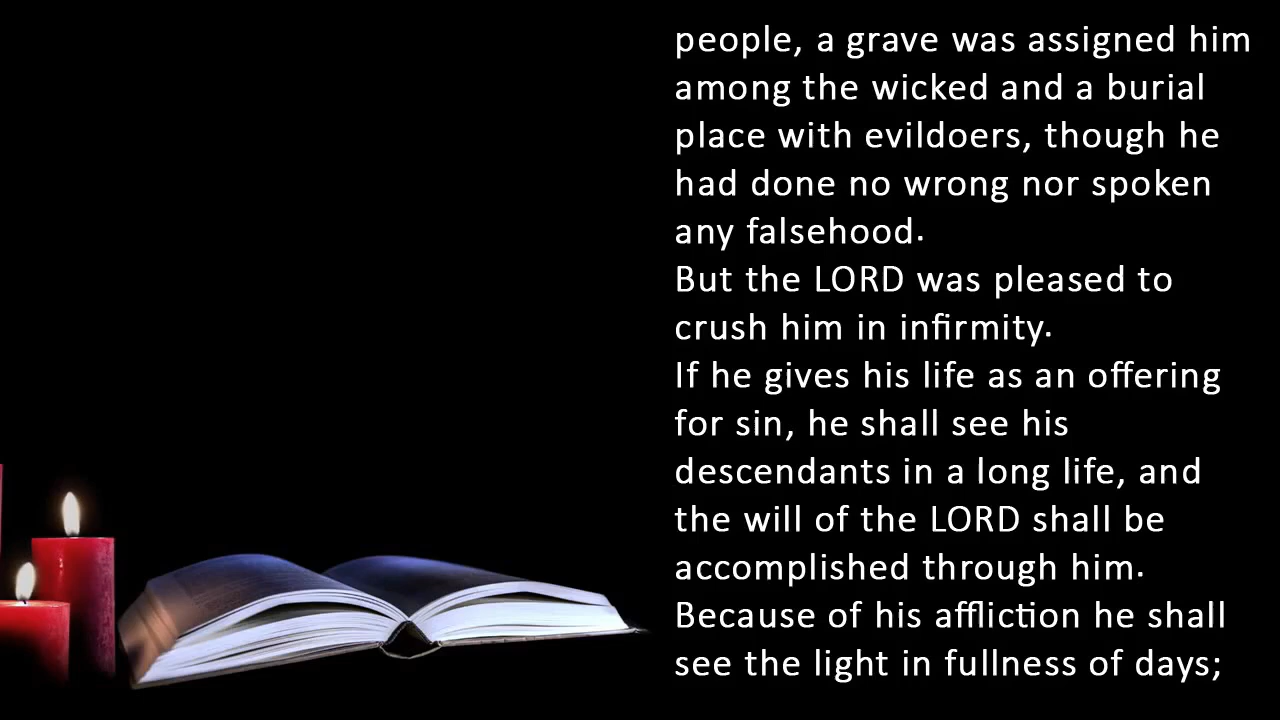 people, a grave was assigned him
among the wicked and a burial
place with evildoers, though he
had done no wrong nor spoken
any falsehood.
But the LORD was pleased to
crush him in infirmity.
If he gives his life as an offering
for sin, he shall see his
descendants in a long life, and
the will of the LORD shall be
accomplished through him.
Because of his affliction he shall
see the light in fullness of days;